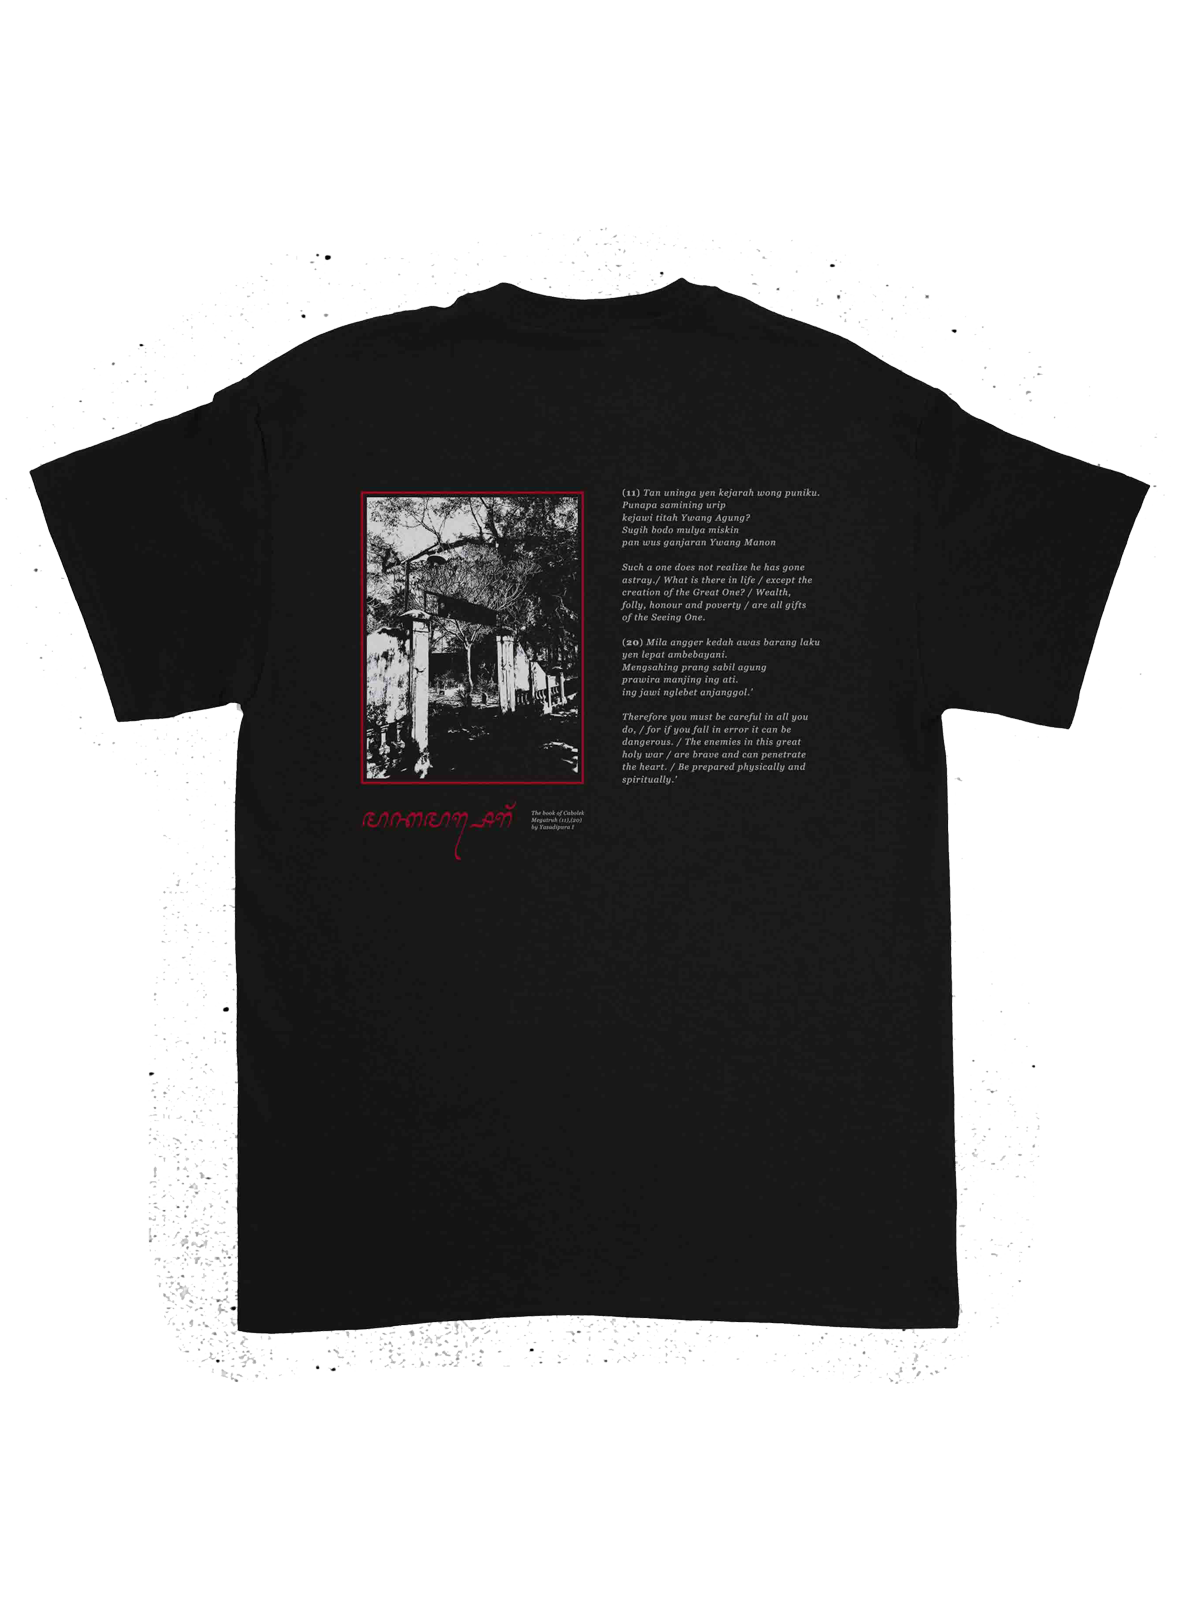 (11) Tan uninga yen kejarah wong puniku.
Punapa samining urip
kejawi titah Ywang Agung?
Sugih bodo mulya miskin
pan wus ganjaran Ywang Manon
Such a one does not realize he has gone
astray./ What is there in life / except the
creation of the Great One? / Wealth,
folly, honour and poverty / are all gifts
of the Seeing One.
(20) Mila angger kedah awas barang laku
yen lepat ambebayani.
Mengsahing prang sabil agung
prawira manjing ing ati.
ing jawi nglebet anjanggol.'
Therefore you must be careful in all you
do, / for if you fall in error it can be
dangerous. / The enemies in this great
holy war / are brave and can penetrate
the heart. / Be prepared physically and
spiritually.'
The book of Cabolek
Megatruh (11),(20)
by Yasadipura I